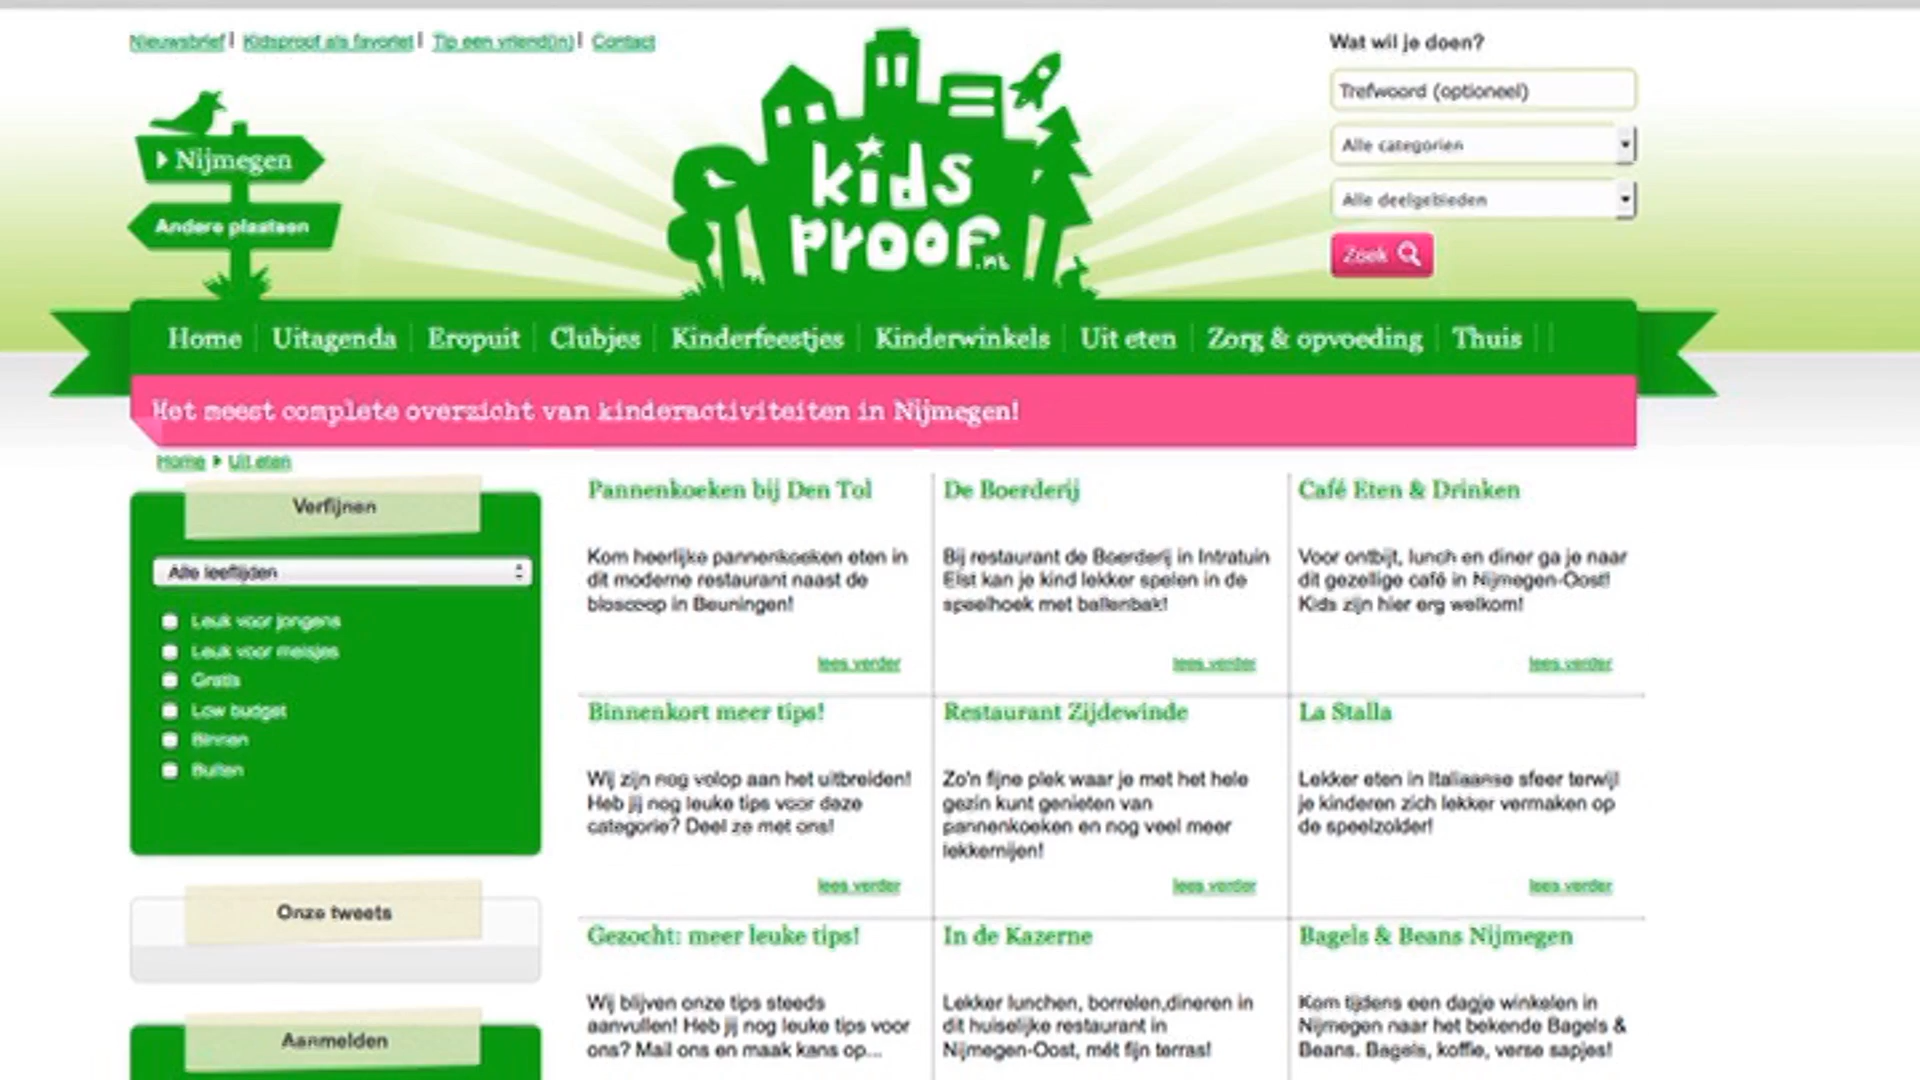 Nieuwsbrief | Kidsproof als favoriet | Tip een vriend(in) | Contact
Wat wil je doen?
Trefwoord (optioneel)
Alle categorien
Alle deelgebieden
Zoek
Nijmegen
Andere plaatsen
kids
proof.nl
Home | Uitagenda | Eropuit | Clubjes | Kinderfeestjes | Kinderwinkels | Uit eten | Zorg & opvoeding | Thuis
Het meest complete overzicht van kinderactiviteiten in Nijmegen!
Home Uit eten
Verfijnen
Alle leeftijden
Leuk voor jongens
Leuk voor meisjes
Gratis
Low budget
Binnen
Buiten
Onze tweets
Aanmelden
Pannenkoeken bij Den Tol
Kom heerlijke pannenkoeken eten in
dit moderne restaurant naast de
bioscoop in Beuningen!
lees verder
De Boerderij
Bij restaurant de Boerderij in Intratuin
Elst kan je kind lekker spelen in de
speelhoek met ballenbak!
lees verder
Café Eten & Drinken
Voor ontbijt, lunch en diner ga je naar
dit gezellige café in Nijmegen-Oost!
Kids zijn hier erg welkom!
lees verder
Binnenkort meer tips!
Wij zijn nog volop aan het uitbreiden!
Heb jij nog leuke tips voor deze
categorie? Deel ze met ons!
lees verder
Restaurant Zijdewinde
Zo'n fijne plek waar je met het hele
gezin kunt genieten van
pannenkoeken en nog veel meer
lekkernijen!
lees verder
La Stalla
Lekker eten in Italiaanse sfeer terwijl
je kinderen zich lekker vermaken op
de speelzolder!
lees verder
Gezocht: meer leuke tips!
Wij blijven onze tips steeds
aanvullen! Heb jij nog leuke tips voor
ons? Mail ons en maak kans op...
In de Kazerne
Lekker lunchen, borrelen,dineren in
dit huiselijke restaurant in
Nijmegen-Oost, mét fijn terras!
Bagels & Beans Nijmegen
Kom tijdens een dagje winkelen in
Nijmegen naar het bekende Bagels &
Beans. Bagels, koffie, verse sapjes!